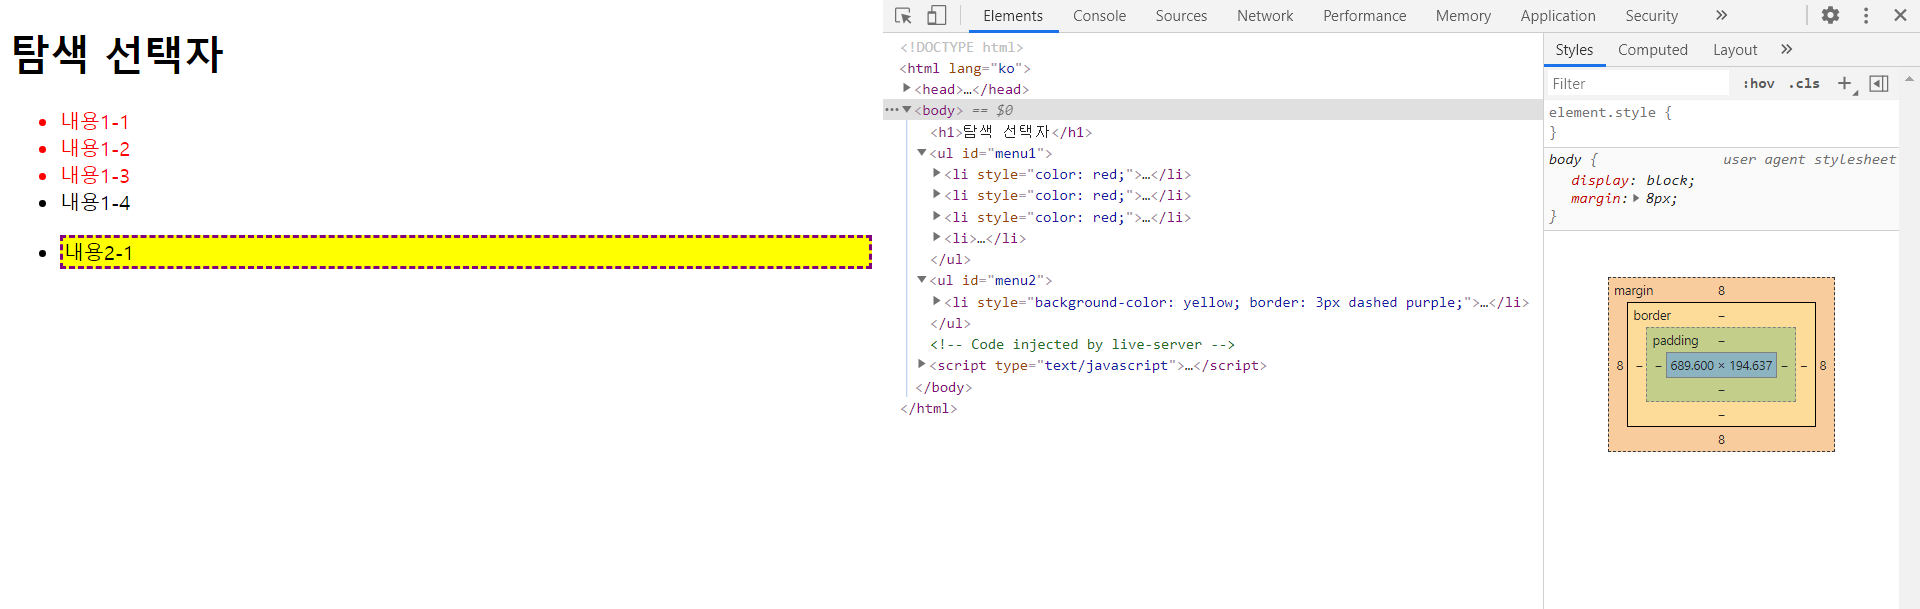 탐색 선택자
내용1-1
내용1-2
내용1-3
내용1-4
내용2-1
Elements Console Sources Network Performance Memory Application Security »
<!DOCTYPE html>
<html lang="ko">
<head>…</head>
<body> == $0
<h1>탐색 선택자</h1>
<ul id="menu1">
<li style="color: red;">…</li>
<li style="color: red;">…</li>
<li style="color: red;">…</li>
<li>…</li>
</ul>
<ul id="menu2">
<li style="background-color: yellow; border: 3px dashed purple;">…</li>
</ul>
<!-- Code injected by live-server -->
<script type="text/javascript">…</script>
</body>
</html>
Styles Computed Layout »
Filter :hov .cls +
element.style {
}
body { user agent stylesheet
display: block;
margin: 8px;
}
margin 8
border –
padding –
8 – – 689.600 × 194.637 – – 8
–
–
8